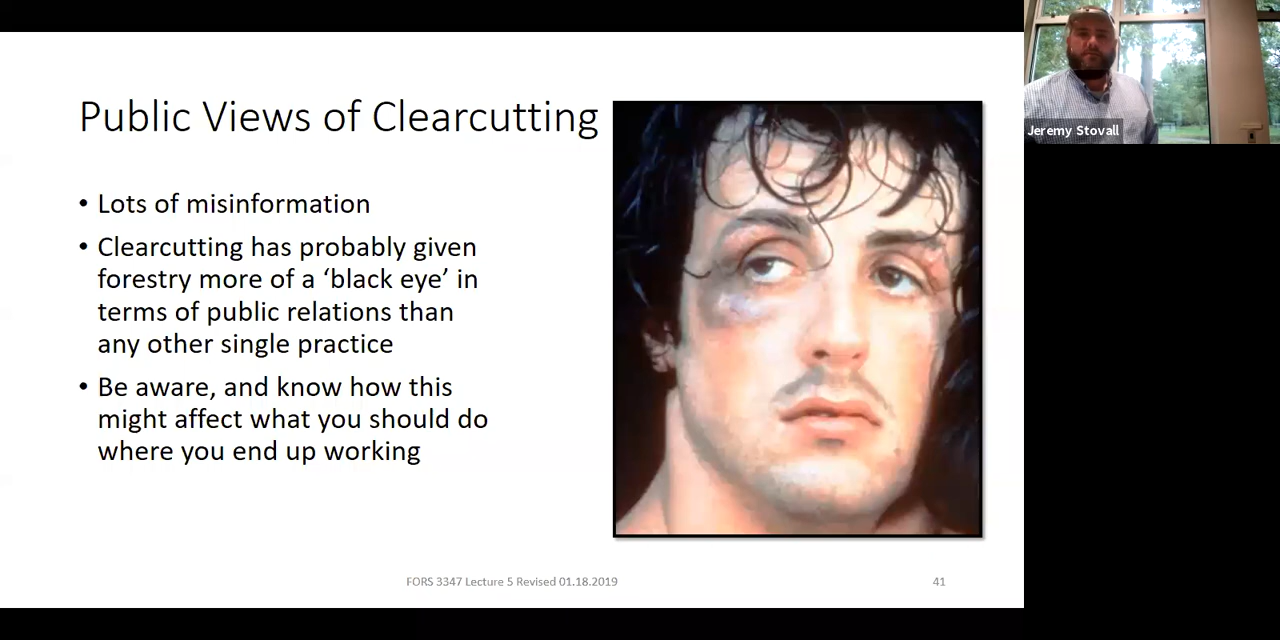 Public Views of Clearcutting
• Lots of misinformation
• Clearcutting has probably given
forestry more of a ‘black eye’ in
terms of public relations than
any other single practice
• Be aware, and know how this
might affect what you should do
where you end up working
FORS 3347 Lecture 5 Revised 01.18.2019
41
Jeremy Stovall